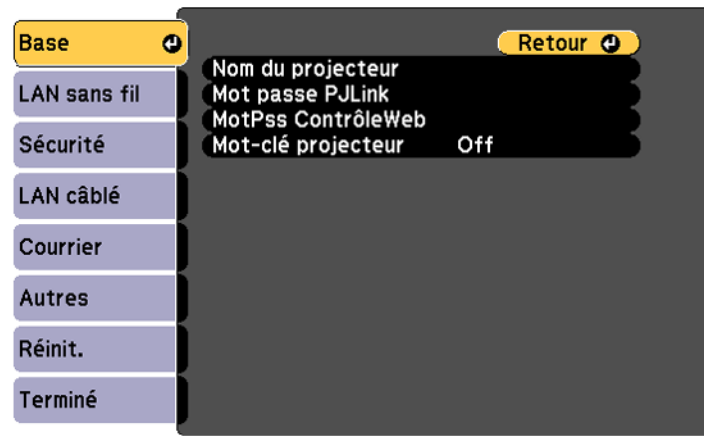 Base
LAN sans fil
Sécurité
LAN câblé
Courrier
Autres
Réinit.
Terminé
Retour
Nom du projecteur
Mot passe PJLink
MotPss ContrôleWeb
Mot-clé projecteur Off